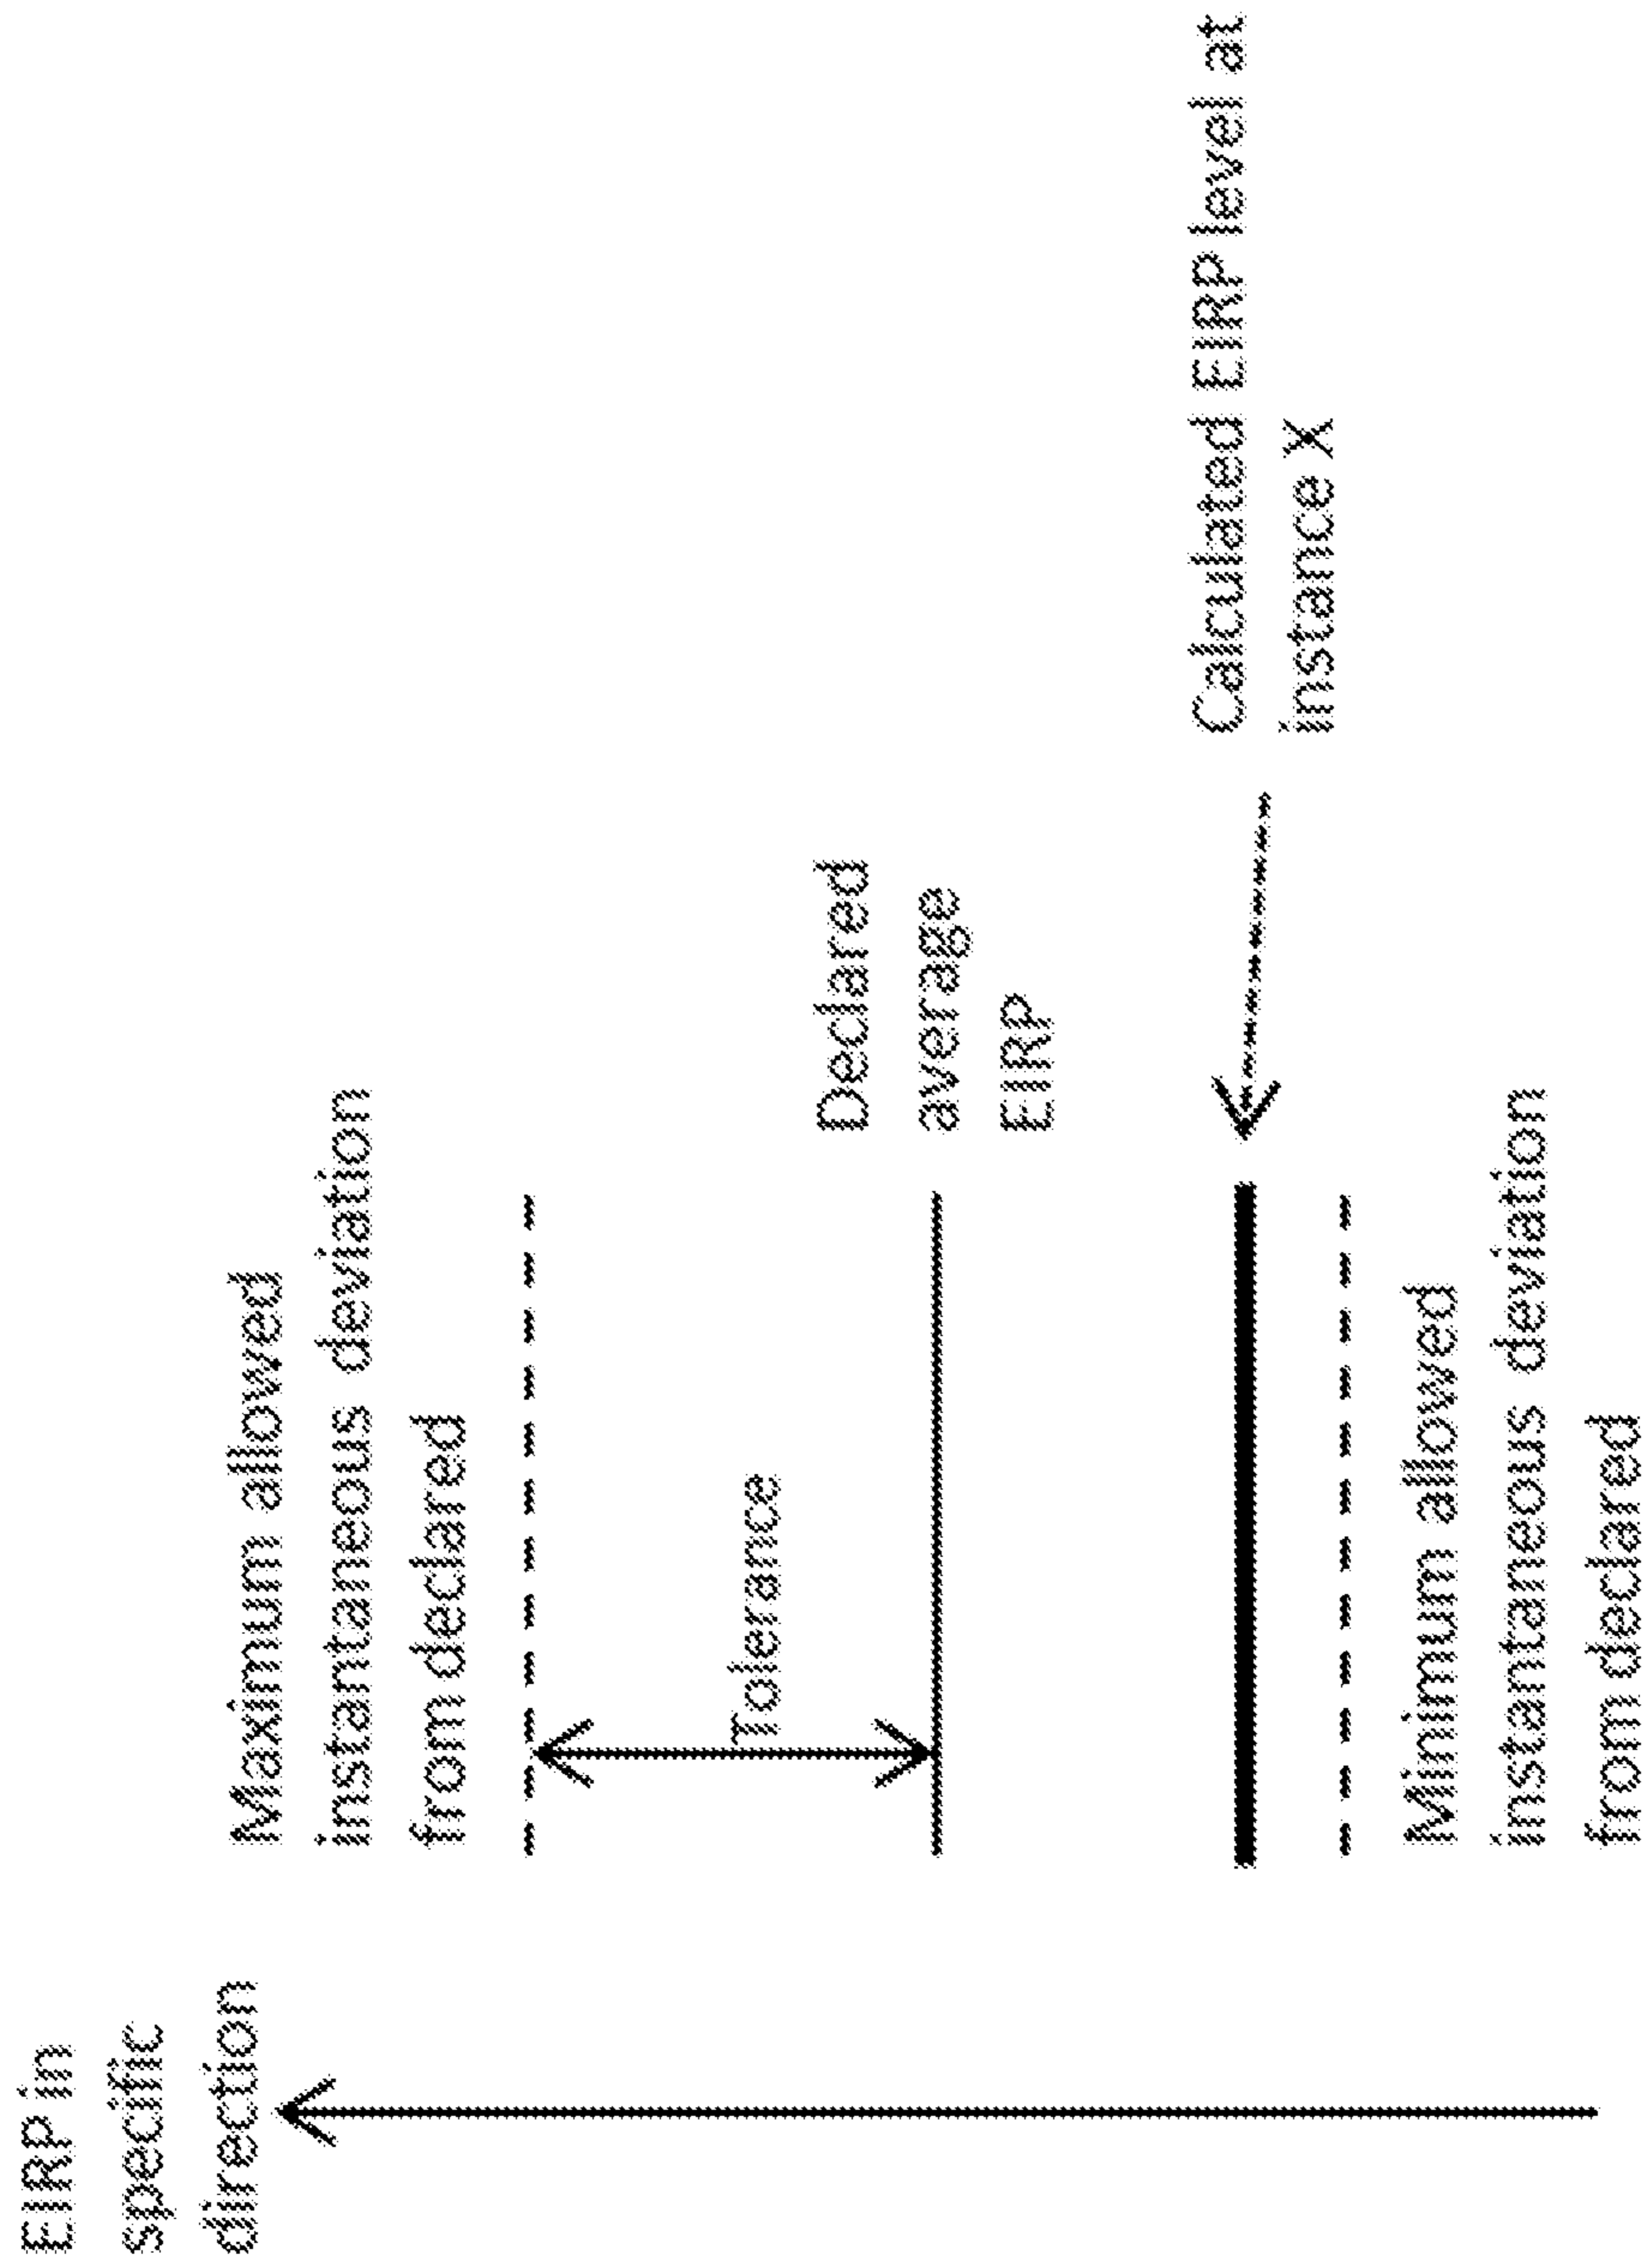 EIRP in
specific
direction
Maximum allowed
instantaneous deviation
from declared
Tolerance
Declared
average
EIRP
Calculated EIRP level at
instance X
Minimum allowed
instantaneous deviation
from declared